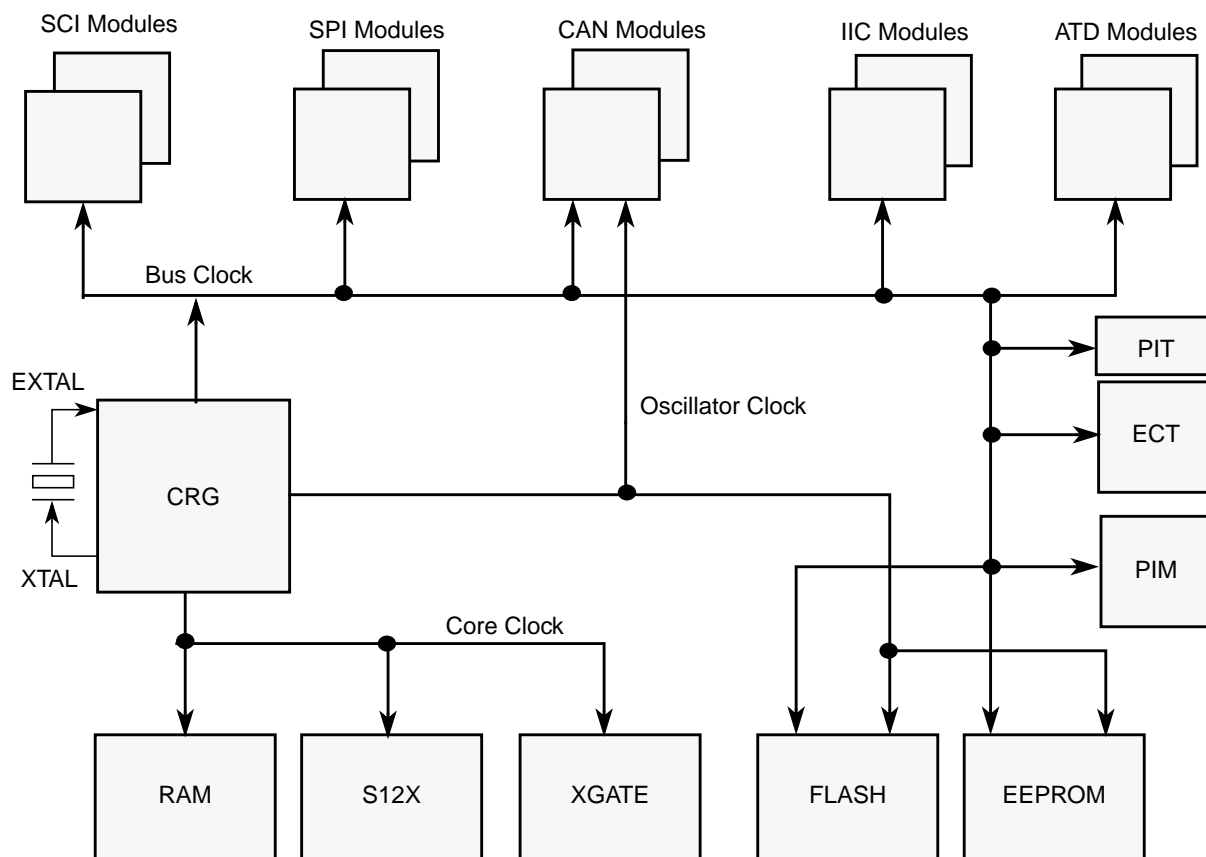 SCI Modules
SPI Modules
CAN Modules
IIC Modules
ATD Modules
Bus Clock
PIT
EXTAL
Oscillator Clock
ECT
CRG
XTAL
PIM
Core Clock
RAM
S12X
XGATE
FLASH
EEPROM